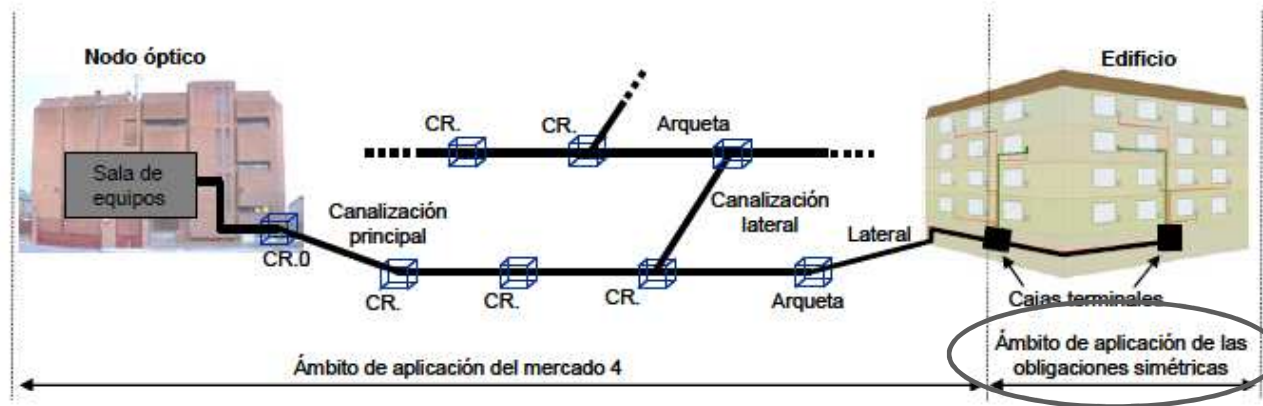 Nodo óptico
Edificio
CR.
CR.
Arqueta
Sala de
equipos
Canalización
principal
Canalización
lateral
Lateral
CR.0
CR.
CR.
CR.
Arqueta
Cajas terminales
Ámbito de aplicación del mercado 4
Ámbito de aplicación de las
obligaciones simétricas